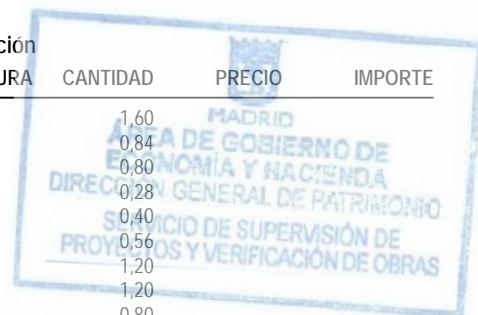 ción
URA CANTIDAD PRECIO IMPORTE
1,60
MADRID
0,84
ÁREA DE GOBIERNO DE
0,80
ECONOMÍA Y HACIENDA
0,28
DIRECCIÓN GENERAL DE PATRIMONIO
0,40
SERVICIO DE SUPERVISIÓN DE
0,56
PROYECTOS Y VERIFICACIÓN DE OBRAS
1,20
1,20
0,80